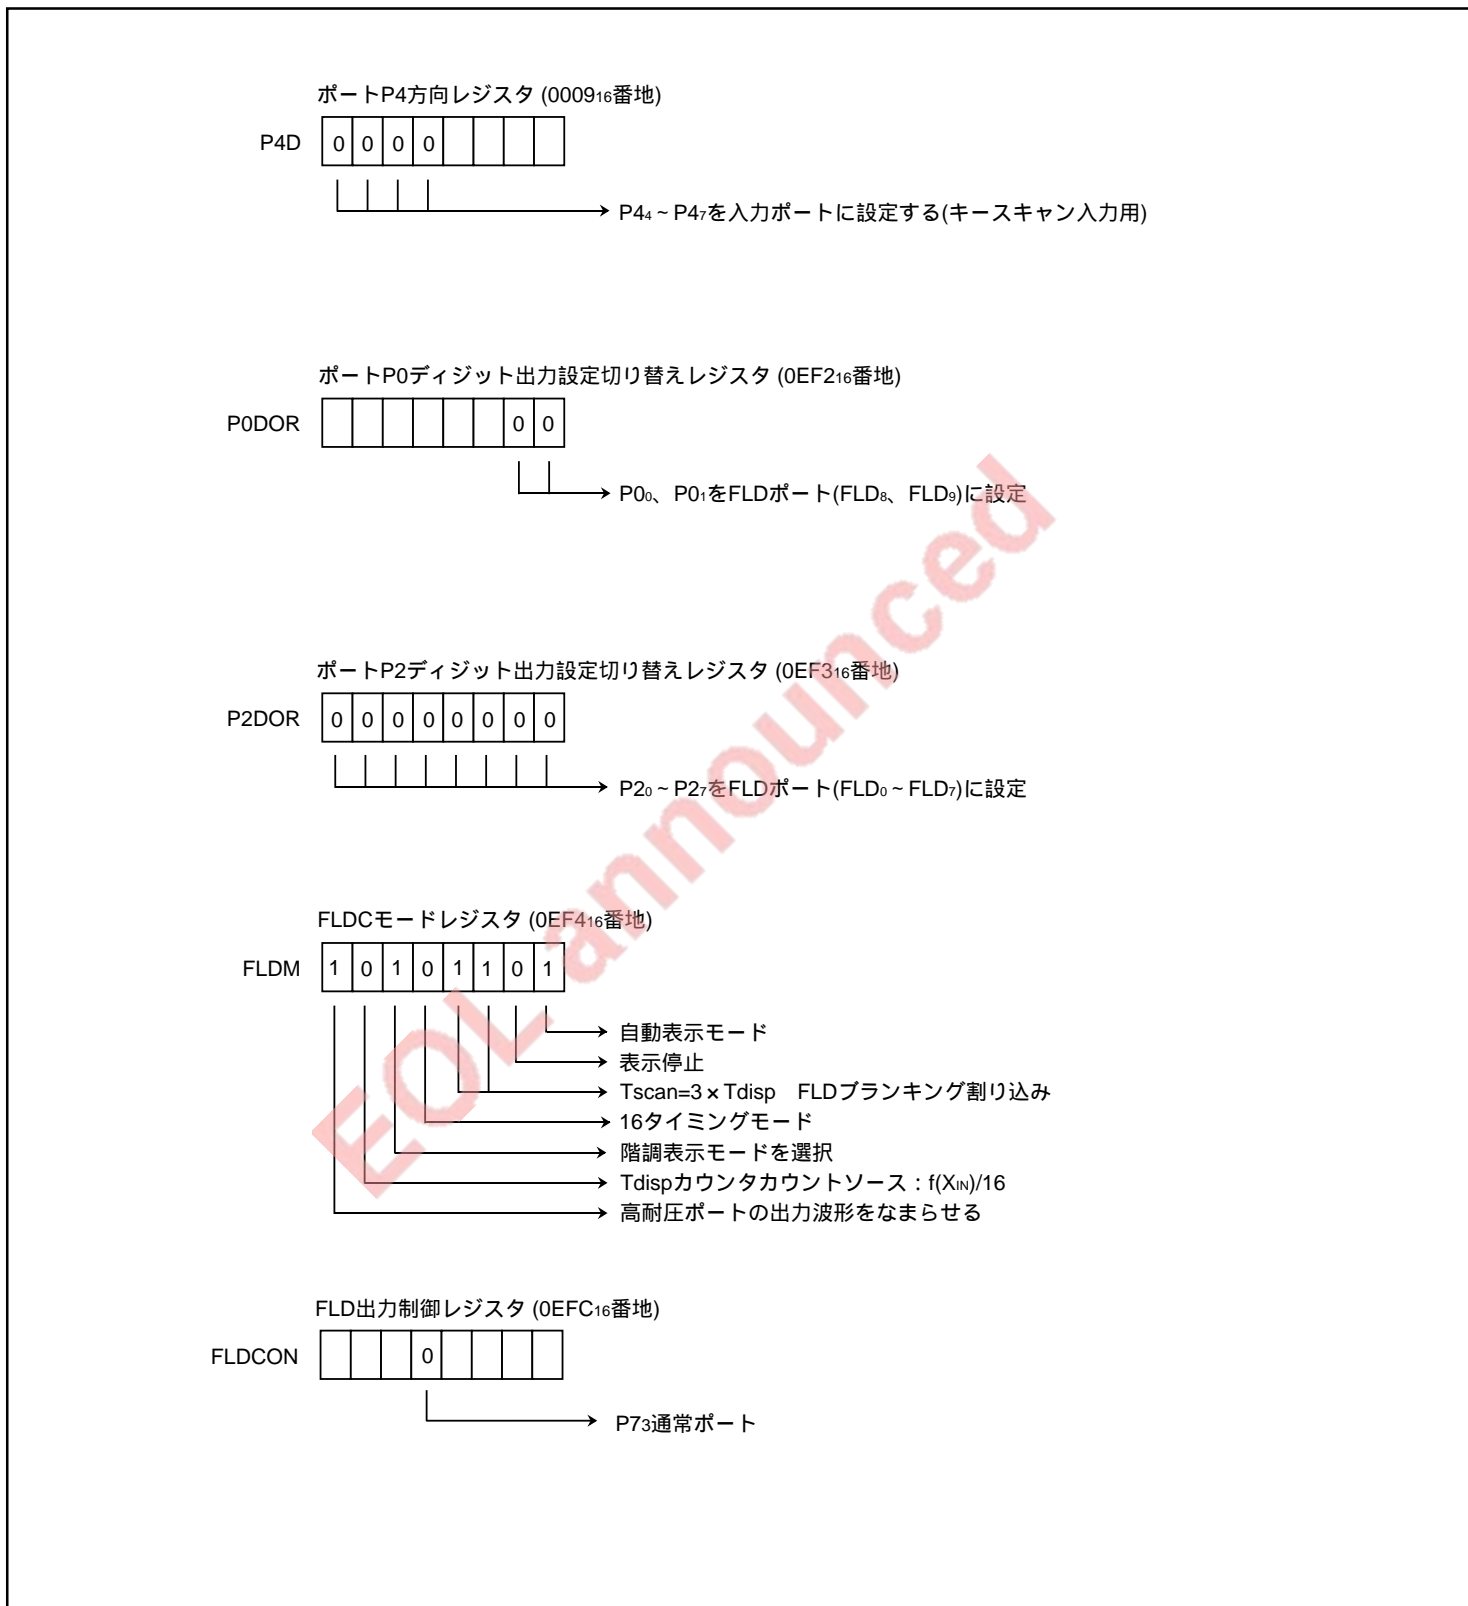 ポートP4方向レジスタ (0009₁₆番地)
P4D 0 0 0 0
P4₄ ~ P4₇を入力ポートに設定する(キースキャン入力用)
ポートP0ディジット出力設定切り替えレジスタ (0EF2₁₆番地)
P0DOR 0 0
P0₀、P0₁をFLDポート(FLD₈、FLD₉)に設定
ポートP2ディジット出力設定切り替えレジスタ (0EF3₁₆番地)
P2DOR 0 0 0 0 0 0 0 0
P2₀ ~ P2₇をFLDポート(FLD₀ ~ FLD₇)に設定
FLDCモードレジスタ (0EF4₁₆番地)
FLDM 1 0 1 0 1 1 0 1
自動表示モード
表示停止
Tscan=3 × Tdisp　FLDブランキング割り込み
16タイミングモード
階調表示モードを選択
Tdispカウンタカウントソース : f(XIN)/16
高耐圧ポートの出力波形をなまらせる
FLD出力制御レジスタ (0EFC₁₆番地)
FLDCON 0
P7₃通常ポート
EOL announced